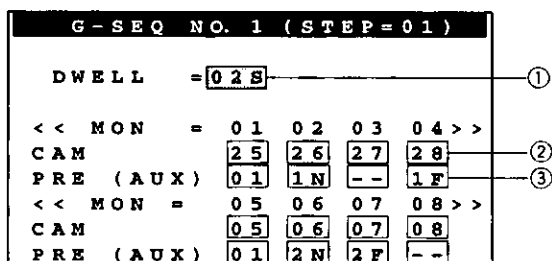 G-SEQ NO. 1 (STEP=01)
DWELL =02S ①
<< MON = 01 02 03 04>>
CAM 25 26 27 28 ②
PRE (AUX) 01 1N -- 1F ③
<< MON = 05 06 07 08>>
CAM 05 06 07 08
PRE (AUX) 01 2N 2F --